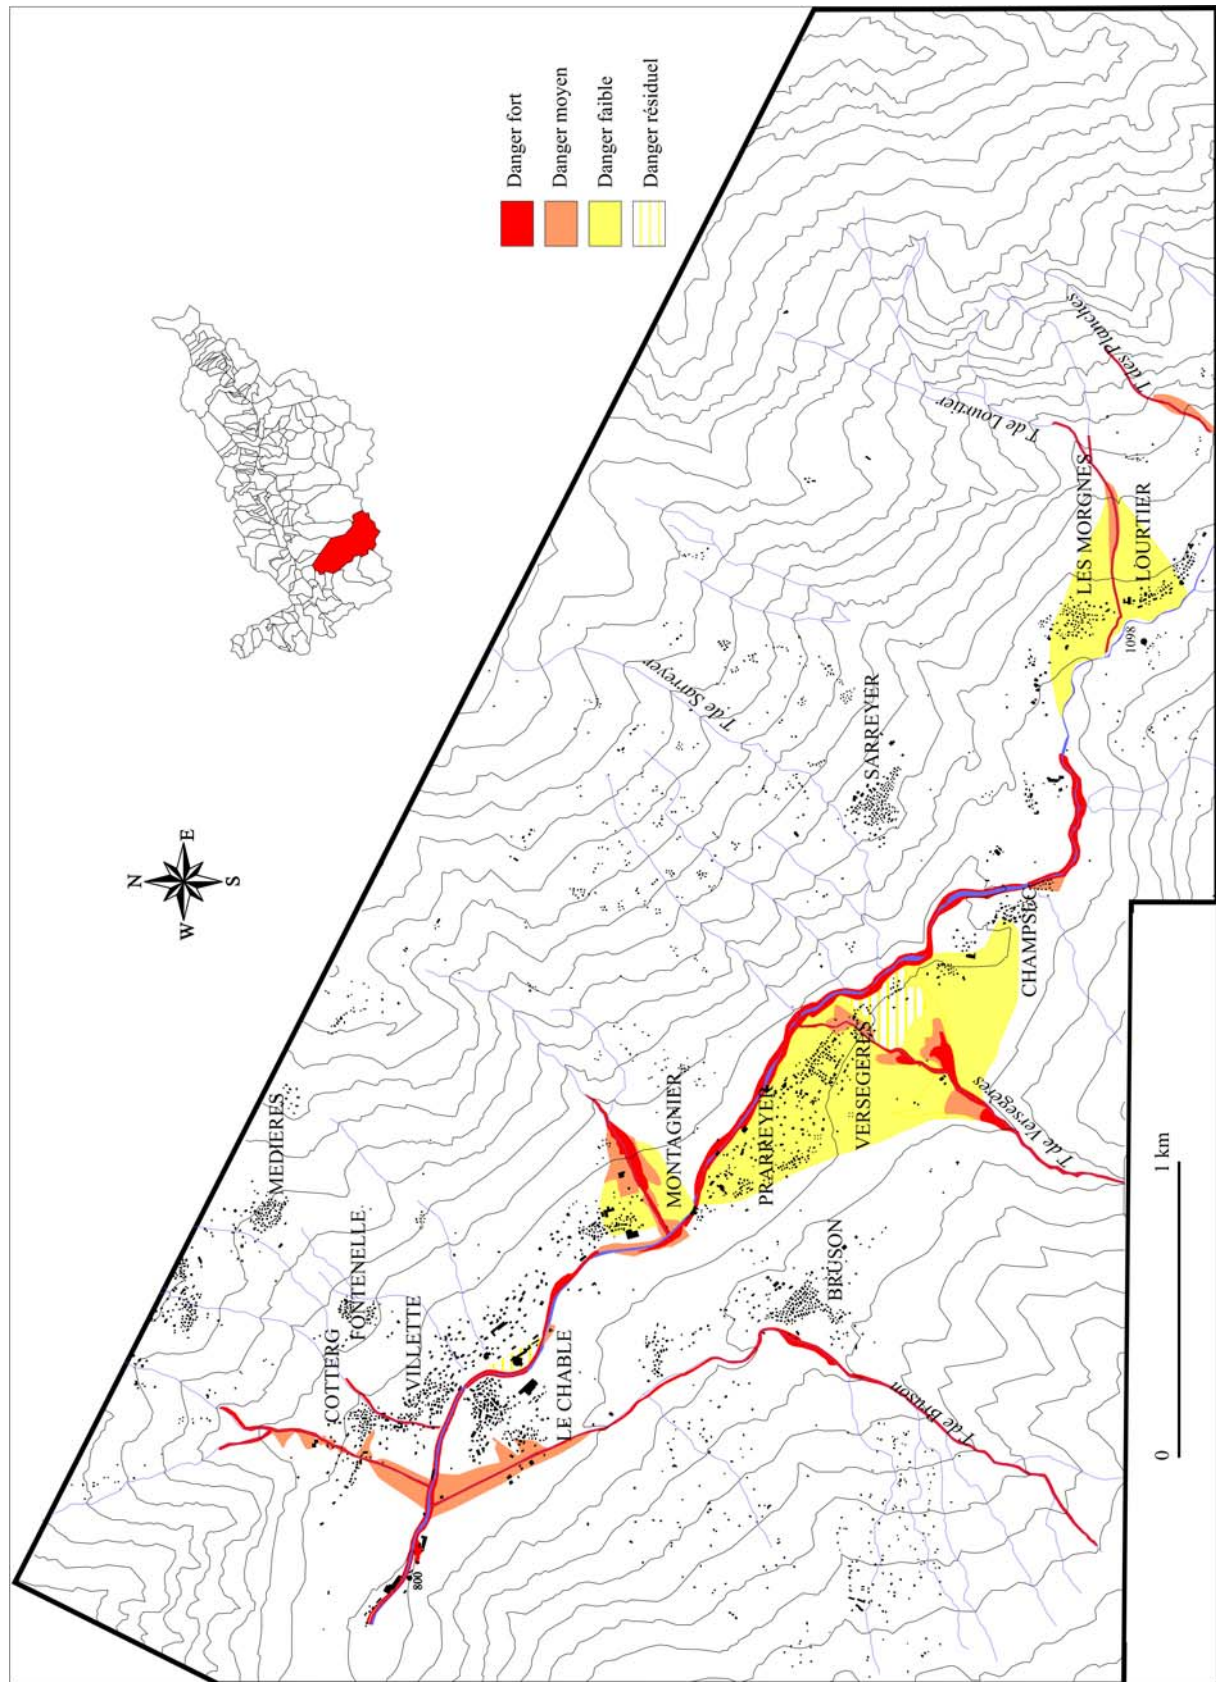 Danger fort
Danger moyen
Danger faible
Danger résiduel
N
W
E
S
MEDIERES
FONTENELLE
COTTERG
VILLETTE
LE CHABLE
MONTAGNIER
PRARREYER
VERSEGERES
BRUSON
SARREYER
CHAMPSEC
LES MORGNES
LOURTIER
T. de Sarreyer
T. de Lourtier
T. des Planches
T. de Versegères
T. de Bruson
800
1098
0
1 km